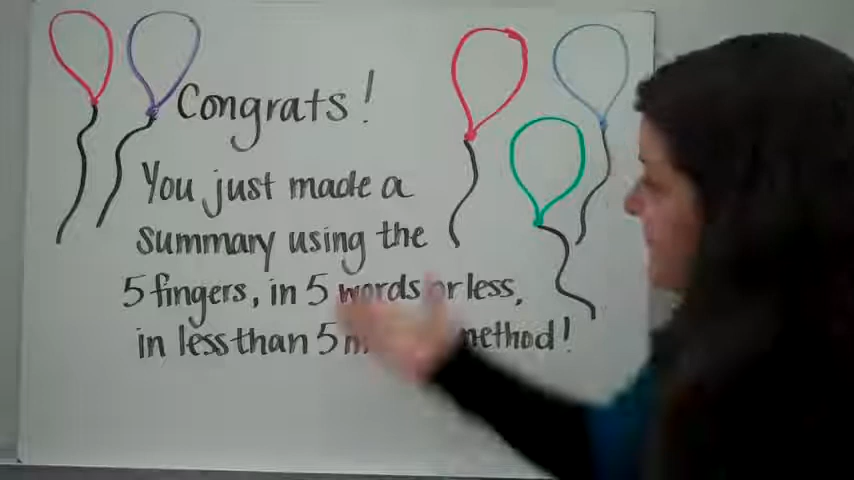 Congrats!
You just made a
summary using the
5 fingers, in 5 words or less,
in less than 5 method!